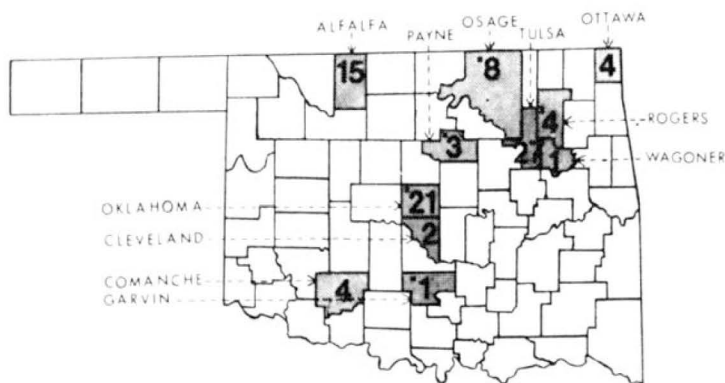 ALFALFA
PAYNE
OSAGE
TULSA
OTTAWA
15
8
4
4
ROGERS
3
27
1
WAGONER
OKLAHOMA
21
CLEVELAND
2
COMANCHE
4
GARVIN
1